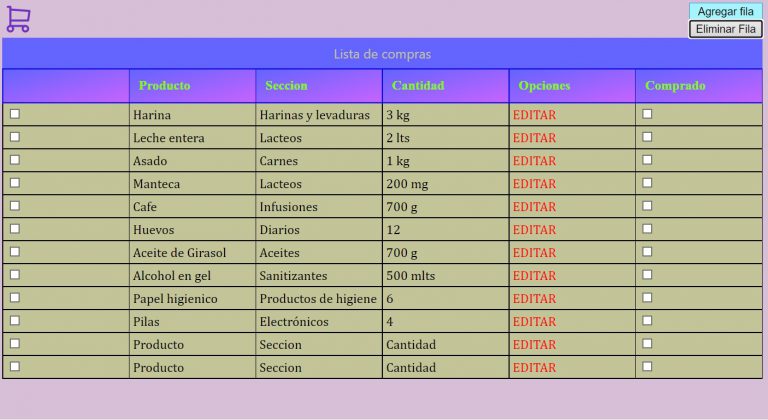 Agregar fila
Eliminar Fila
Lista de compras
Producto Seccion Cantidad Opciones Comprado
Harina Harinas y levaduras 3 kg EDITAR
Leche entera Lacteos 2 lts EDITAR
Asado Carnes 1 kg EDITAR
Manteca Lacteos 200 mg EDITAR
Cafe Infusiones 700 g EDITAR
Huevos Diarios 12 EDITAR
Aceite de Girasol Aceites 700 g EDITAR
Alcohol en gel Sanitizantes 500 mlts EDITAR
Papel higienico Productos de higiene 6 EDITAR
Pilas Electrónicos 4 EDITAR
Producto Seccion Cantidad EDITAR
Producto Seccion Cantidad EDITAR